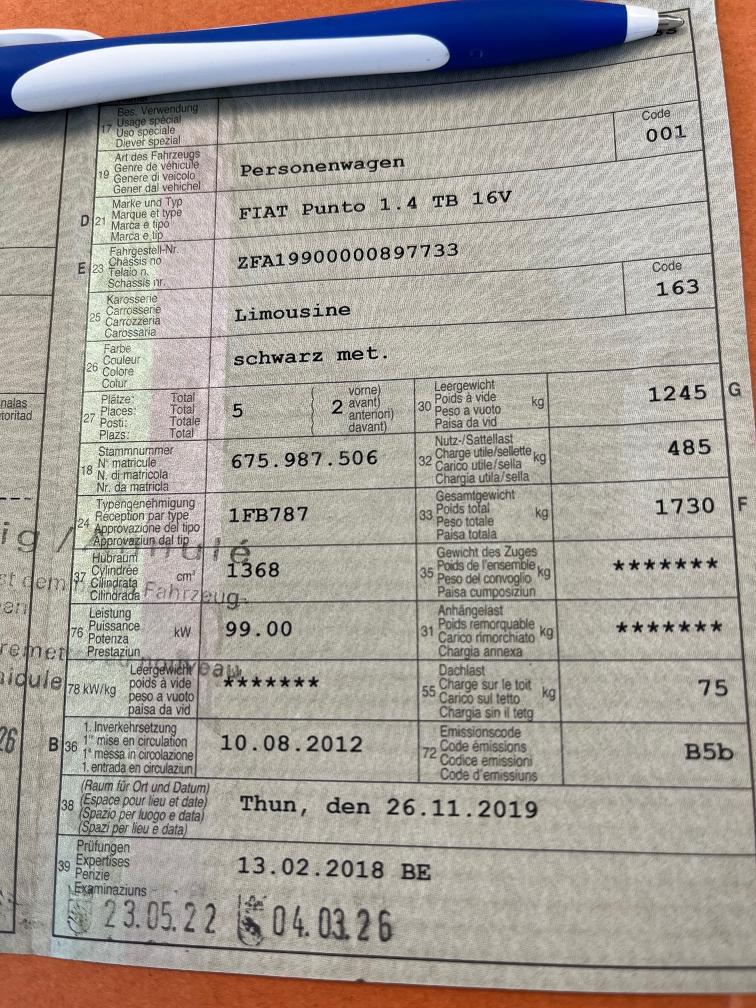 17 Bes. Verwendung
Usage spécial
Uso speciale
Diever spezial
Code
001
19 Art des Fahrzeugs
Genre de véhicule
Genere di veicolo
Gener dal vehichel
Personenwagen
D 21 Marke und Typ
Marque et type
Marca e tipo
Marca e tip
FIAT Punto 1.4 TB 16V
E 23 Fahrgestell-Nr.
Châssis no
Telaio n.
Schassis nr.
ZFA19900000897733
25 Karosserie
Carrosserie
Carrozzeria
Carossaria
Limousine
Code
163
26 Farbe
Couleur
Colore
Colur
schwarz met.
27 Plätze: Total
Places: Total
Posti: Totale
Plazs: Total
5
2 vorne)
avant)
anteriori)
davant)
30 Leergewicht
Poids à vide kg
Peso a vuoto
Paisa da vid
1245 G
18 Stammnummer
N° matricule
N. di matricola
Nr. da matricla
675.987.506
32 Nutz-/Sattellast
Charge utile/sellette kg
Carico utile/sella
Chargia utila/sella
485
24 Typengenehmigung
Réception par type
Approvazione del tipo
Approvaziun dal tip
1FB787
33 Gesamtgewicht
Poids total kg
Peso totale
Paisa totala
1730 F
37 Hubraum
Cylindrée cm³
Cilindrata
Cilindrada
1368
35 Gewicht des Zuges
Poids de l'ensemble kg
Peso del convoglio
Paisa cumposiziun
*******
76 Leistung
Puissance kW
Potenza
Prestaziun
99.00
31 Anhängelast
Poids remorquable kg
Carico rimorchiato
Chargia annexa
*******
78 kW/kg Leergewicht
poids à vide
peso a vuoto
paisa da vid
*******
55 Dachlast
Charge sur le toit kg
Carico sul tetto
Chargia sin il tetg
75
B 36 1. Inverkehrsetzung
1re mise en circulation
1a messa in circolazione
1. entrada en circulaziun
10.08.2012
72 Emissionscode
Code émissions
Codice emissioni
Code d'emissiuns
B5b
38 (Raum für Ort und Datum)
(Espace pour lieu et date)
(Spazio per luogo e data)
(Spazi per lieu e data)
Thun, den 26.11.2019
39 Prüfungen
Expertises
Perizie
Examinaziuns
13.02.2018 BE
23.05.22 04.03.26